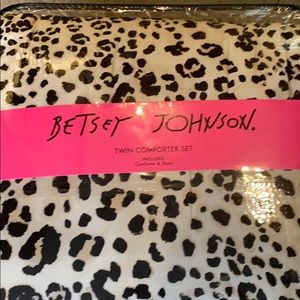 BETSEY JOHNSON.
TWIN COMFORTER SET
INCLUDES:
Comforter & Sham